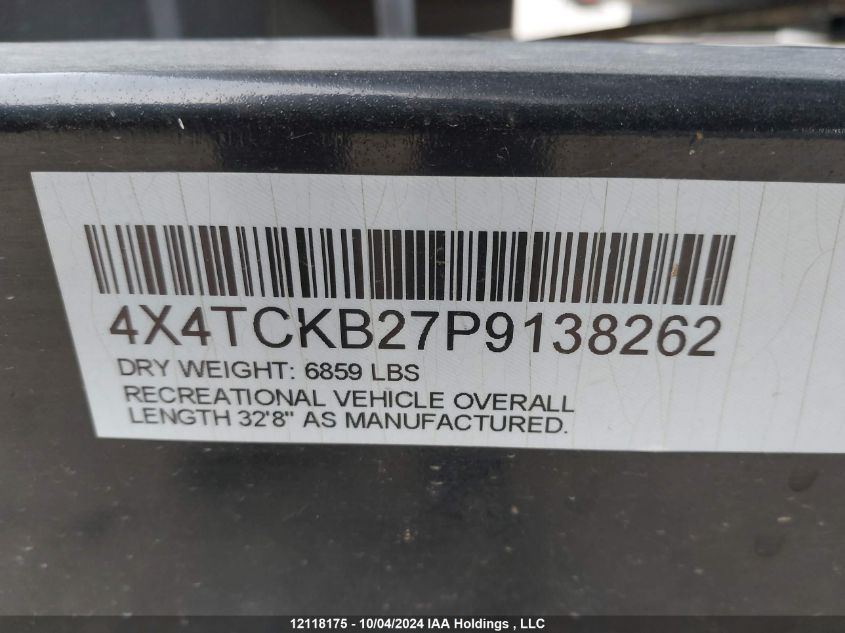 4X4TCKB27P9138262
DRY WEIGHT: 6859 LBS
RECREATIONAL VEHICLE OVERALL
LENGTH 32'8" AS MANUFACTURED.
12118175 - 10/04/2024 IAA Holdings , LLC